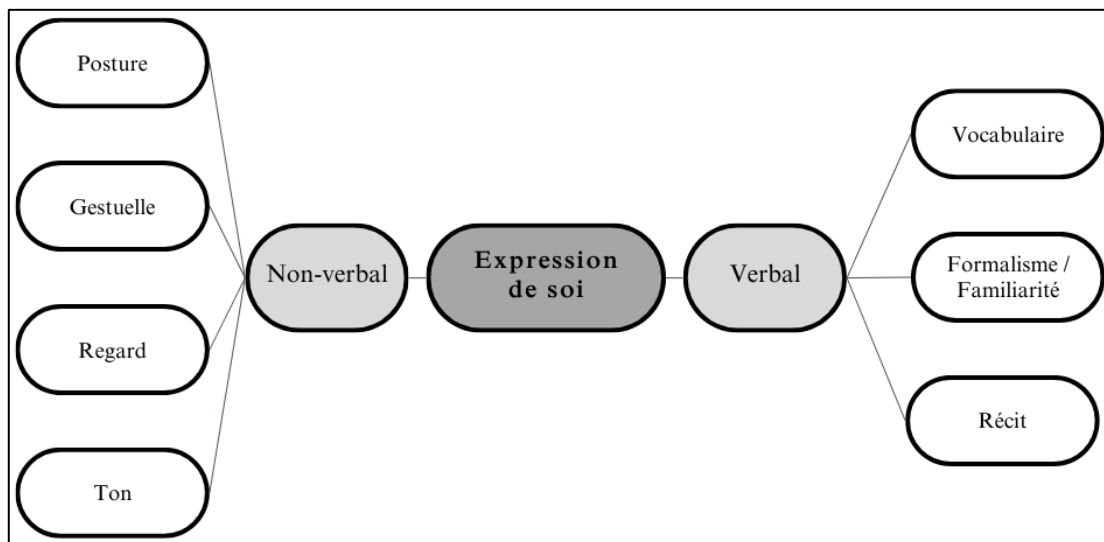 Posture
Gestuelle
Regard
Ton
Non-verbal
Expression
de soi
Verbal
Vocabulaire
Formalisme /
Familiarité
Récit